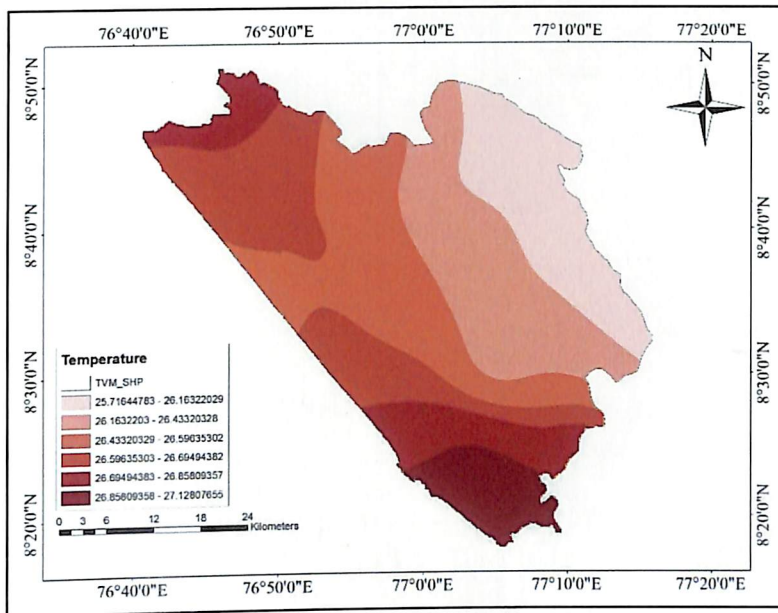 76°40'0"E 76°50'0"E 77°0'0"E 77°10'0"E 77°20'0"E
N
8°50'0"N 8°50'0"N
8°40'0"N 8°40'0"N
8°30'0"N 8°30'0"N
8°20'0"N 8°20'0"N
Temperature
TVM_SHP
25.71644783 - 26.16322029
26.1632203 - 26.43320328
26.43320329 - 26.59635302
26.59635303 - 26.69494382
26.69494383 - 26.85809357
26.85809358 - 27.12807655
0 3 6 12 18 24
Kilometers
76°40'0"E 76°50'0"E 77°0'0"E 77°10'0"E 77°20'0"E